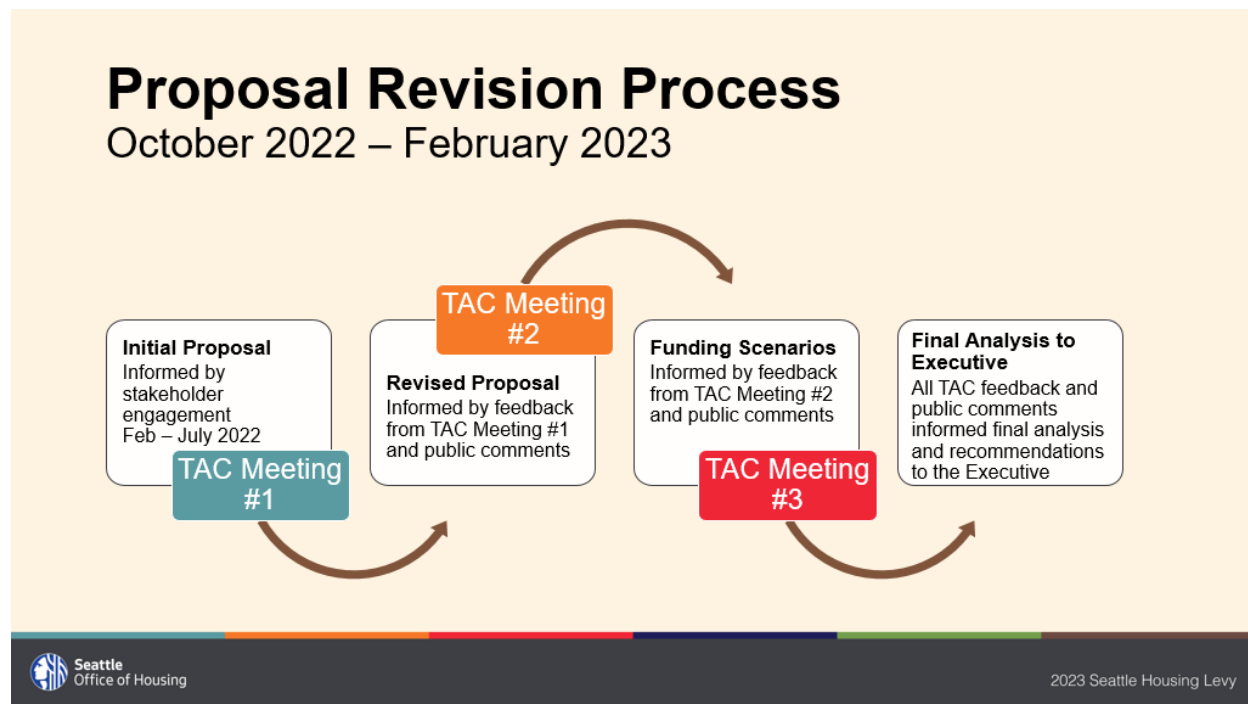 Proposal Revision Process
October 2022 – February 2023
Initial Proposal
Informed by
stakeholder
engagement
Feb – July 2022
TAC Meeting
#1
TAC Meeting
#2
Revised Proposal
Informed by feedback
from TAC Meeting #1
and public comments
Funding Scenarios
Informed by feedback
from TAC Meeting #2
and public comments
TAC Meeting
#3
Final Analysis to
Executive
All TAC feedback and
public comments
informed final analysis
and recommendations
to the Executive
Seattle
Office of Housing
2023 Seattle Housing Levy